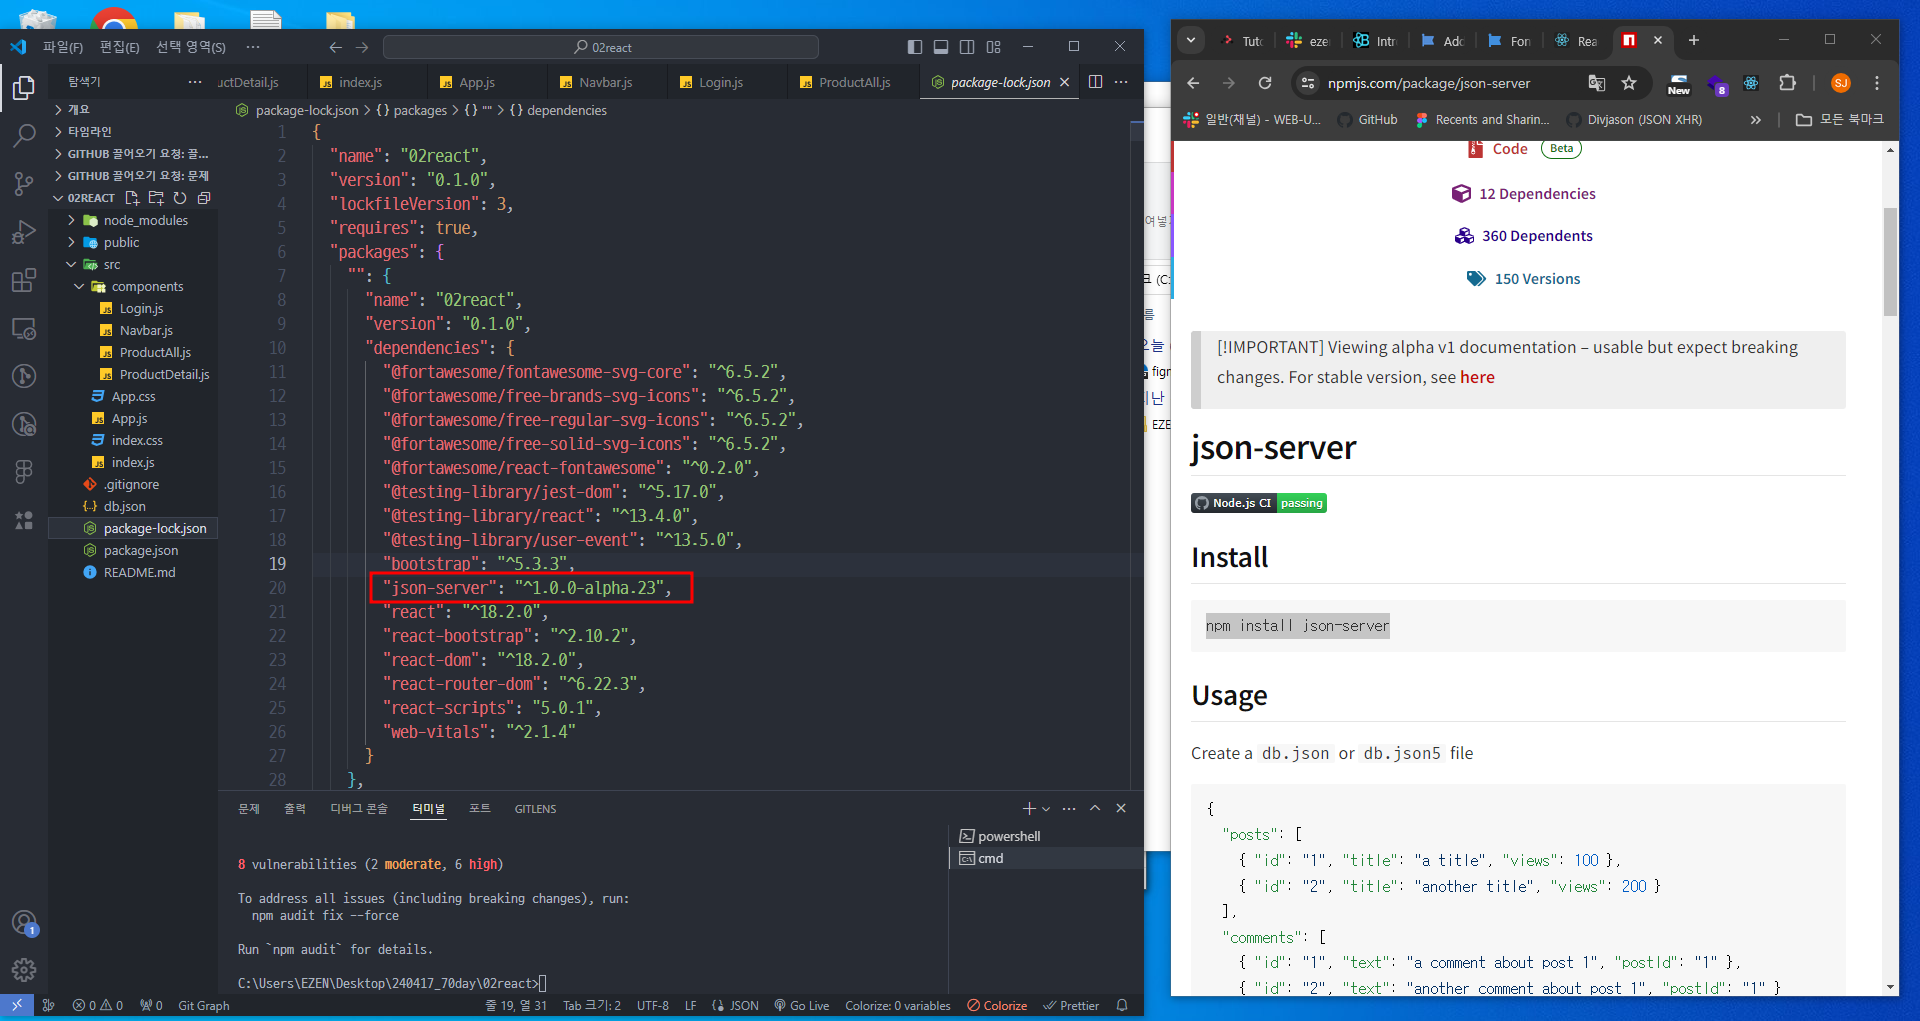 파일(F) 편집(E) 선택 영역(S) ··· 02react
탐색기 ··· uctDetail.js index.js App.js Navbar.js Login.js ProductAll.js package-lock.json
개요
타임라인
GITHUB 끌어오기 요청: 끌...
GITHUB 끌어오기 요청: 문제
02REACT
node_modules
public
src
components
Login.js
Navbar.js
ProductAll.js
ProductDetail.js
App.css
App.js
index.css
index.js
.gitignore
db.json
package-lock.json
package.json
README.md
1
package-lock.json > {} packages > {} "" > {} dependencies
1 {
2 "name": "02react",
3 "version": "0.1.0",
4 "lockfileVersion": 3,
5 "requires": true,
6 "packages": {
7 "": {
8 "name": "02react",
9 "version": "0.1.0",
10 "dependencies": {
11 "@fortawesome/fontawesome-svg-core": "^6.5.2",
12 "@fortawesome/free-brands-svg-icons": "^6.5.2",
13 "@fortawesome/free-regular-svg-icons": "^6.5.2",
14 "@fortawesome/free-solid-svg-icons": "^6.5.2",
15 "@fortawesome/react-fontawesome": "^0.2.0",
16 "@testing-library/jest-dom": "^5.17.0",
17 "@testing-library/react": "^13.4.0",
18 "@testing-library/user-event": "^13.5.0",
19 "bootstrap": "^5.3.3",
20 "json-server": "^1.0.0-alpha.23",
21 "react": "^18.2.0",
22 "react-bootstrap": "^2.10.2",
23 "react-dom": "^18.2.0",
24 "react-router-dom": "^6.22.3",
25 "react-scripts": "5.0.1",
26 "web-vitals": "^2.1.4"
27 }
28 },
문제 출력 디버그 콘솔 터미널 포트 GITLENS
powershell
cmd
8 vulnerabilities (2 moderate, 6 high)
To address all issues (including breaking changes), run:
npm audit fix --force
Run `npm audit` for details.
C:\Users\EZEN\Desktop\240417_70day\02react>
0 0 0 Git Graph 줄 19, 열 31 Tab 크기: 2 UTF-8 LF {} JSON Go Live Colorize: 0 variables Colorize Prettier
(C:
figr
EZE
Tuto ezen Intr Add Fon Rea
npmjs.com/package/json-server New 8 SJ
일반(채널) - WEB-U... GitHub Recents and Sharin... Divjason (JSON XHR) » 모든 북마크
Code Beta
12 Dependencies
360 Dependents
150 Versions
[!IMPORTANT] Viewing alpha v1 documentation – usable but expect breaking
changes. For stable version, see here
json-server
Node.js CI passing
Install
npm install json-server
Usage
Create a db.json or db.json5 file
{
"posts": [
{ "id": "1", "title": "a title", "views": 100 },
{ "id": "2", "title": "another title", "views": 200 }
],
"comments": [
{ "id": "1", "text": "a comment about post 1", "postId": "1" },
{ "id": "2", "text": "another comment about post 1", "postId": "1" }